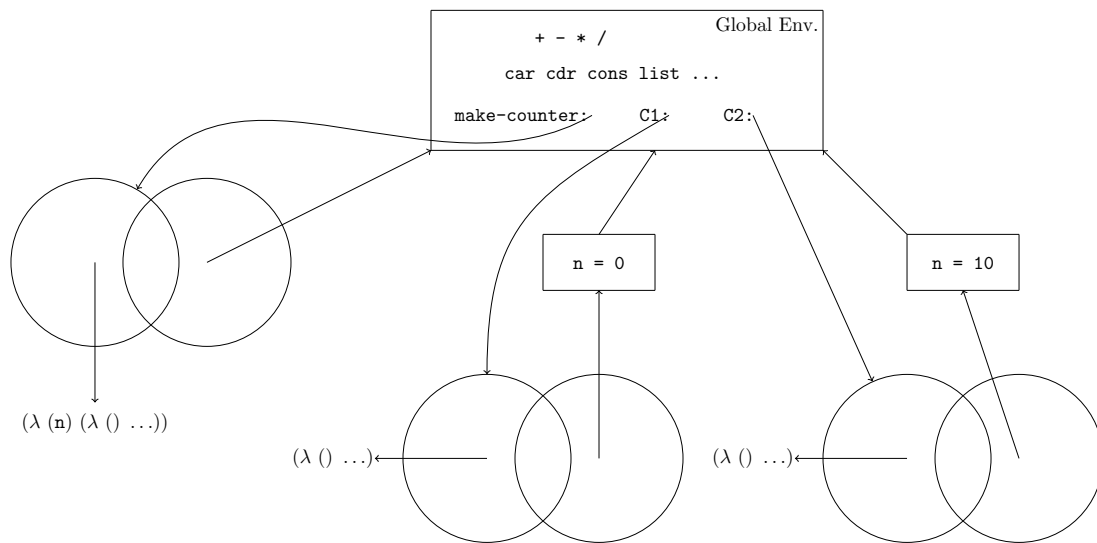 Global Env.
+ - * /
car cdr cons list ...
make-counter: C1: C2:
n = 0
n = 10
(λ (n) (λ () ...))
(λ () ...)
(λ () ...)